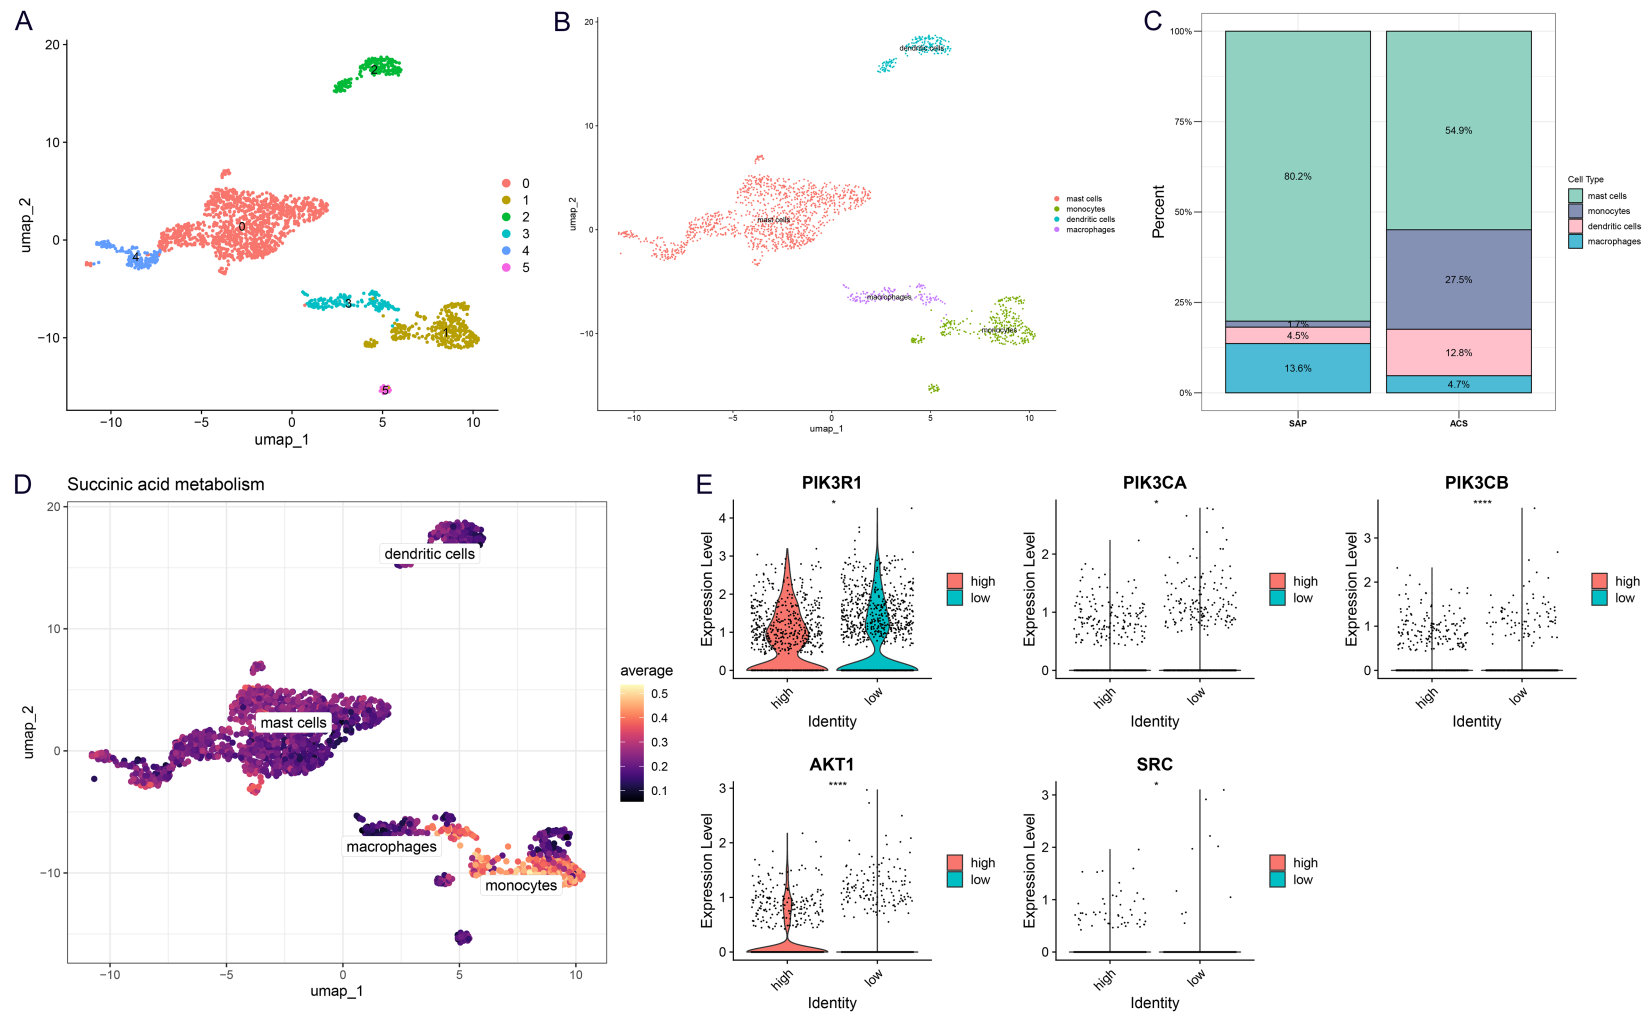 A
20
10
0
−10
−10
−5
0
5
10
umap_1
umap_2
2
0
4
3
1
5
0
1
2
3
4
5
B
20
10
0
−10
−10
−5
0
5
10
umap_1
umap_2
dendritic cells
mast cells
macrophages
monocytes
mast cells
monocytes
dendritic cells
macrophages
C
100%
75%
50%
25%
0%
Percent
80.2%
1.7%
4.5%
13.6%
54.9%
27.5%
12.8%
4.7%
SAP
ACS
Cell Type
mast cells
monocytes
dendritic cells
macrophages
D
Succinic acid metabolism
20
10
0
−10
−10
−5
0
5
10
umap_1
umap_2
dendritic cells
mast cells
macrophages
monocytes
average
0.5
0.4
0.3
0.2
0.1
E
PIK3R1
*
4
3
2
1
0
Expression Level
high
low
Identity
high
low
PIK3CA
*
2
1
0
Expression Level
high
low
Identity
high
low
PIK3CB
****
3
2
1
0
Expression Level
high
low
Identity
high
low
AKT1
****
3
2
1
0
Expression Level
high
low
Identity
high
low
SRC
*
3
2
1
0
Expression Level
high
low
Identity
high
low